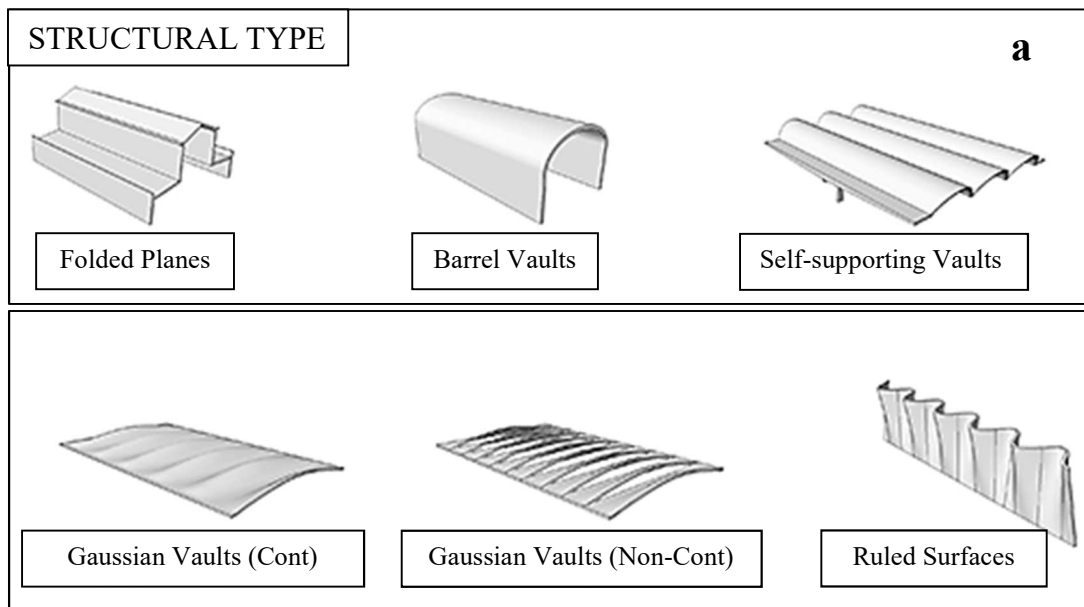 STRUCTURAL TYPE
a
Folded Planes
Barrel Vaults
Self-supporting Vaults
Gaussian Vaults (Cont)
Gaussian Vaults (Non-Cont)
Ruled Surfaces